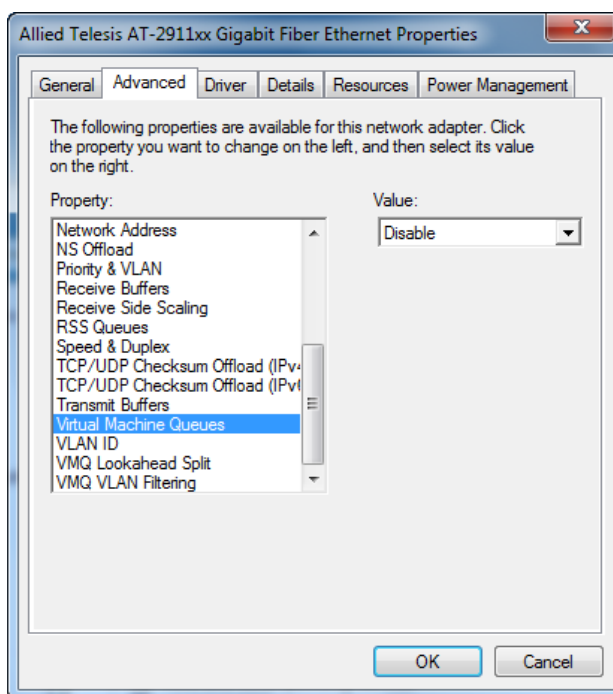 Allied Telesis AT-2911xx Gigabit Fiber Ethernet Properties
General Advanced Driver Details Resources Power Management
The following properties are available for this network adapter. Click
the property you want to change on the left, and then select its value
on the right.
Property:
Value:
Network Address
NS Offload
Priority & VLAN
Receive Buffers
Receive Side Scaling
RSS Queues
Speed & Duplex
TCP/UDP Checksum Offload (IPv4
TCP/UDP Checksum Offload (IPv6
Transmit Buffers
Virtual Machine Queues
VLAN ID
VMQ Lookahead Split
VMQ VLAN Filtering
Disable
OK Cancel